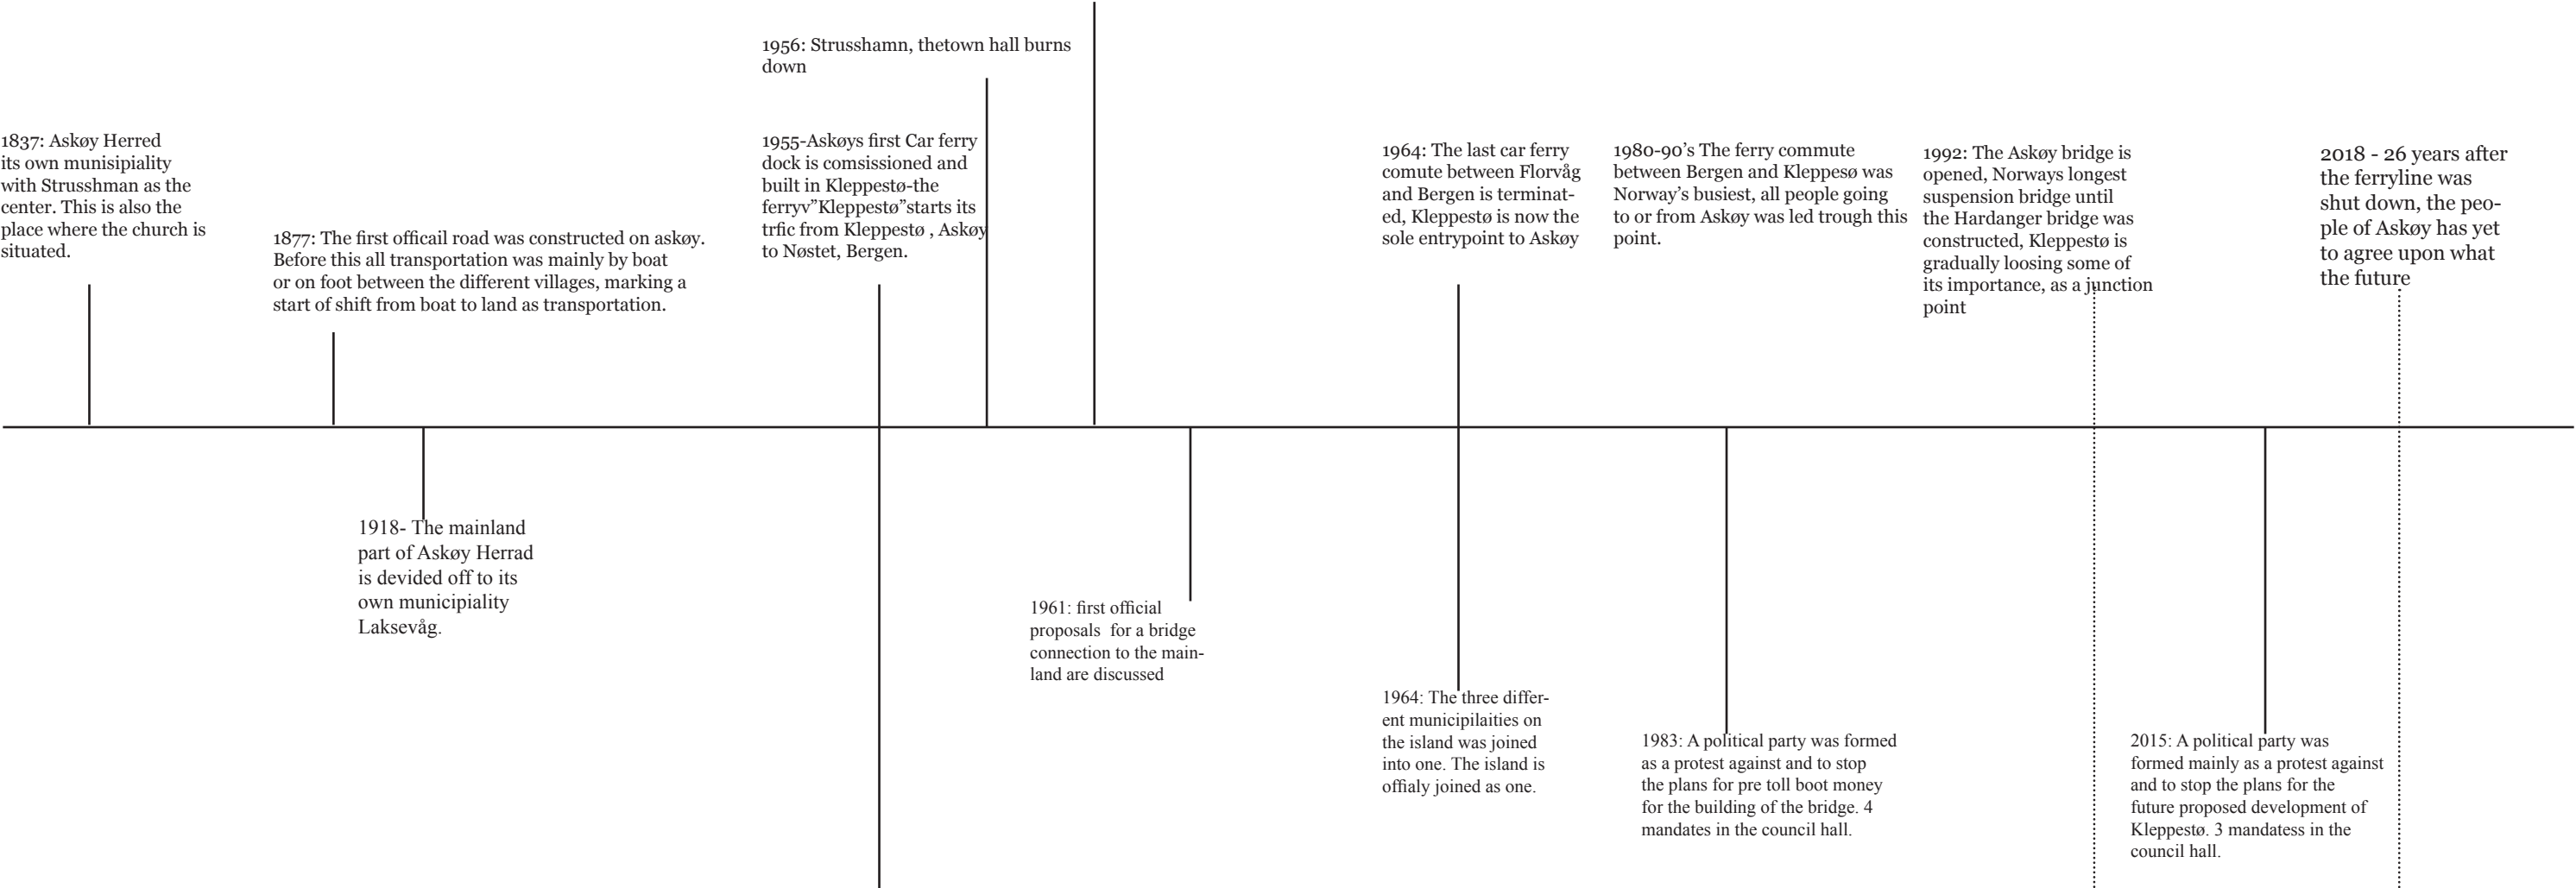 1956: Strusshamn, thetown hall burns
down
1837: Askøy Herred
its own munisipiality
with Strusshman as the
center. This is also the
place where the church is
situated.
1877: The first officail road was constructed on askøy.
Before this all transportation was mainly by boat
or on foot between the different villages, marking a
start of shift from boat to land as transportation.
1955-Askøys first Car ferry
dock is comsissioned and
built in Kleppestø-the
ferryv”Kleppestø”starts its
trfic from Kleppestø , Askøy
to Nøstet, Bergen.
1964: The last car ferry
comute between Florvåg
and Bergen is terminat-
ed, Kleppestø is now the
sole entrypoint to Askøy
1980-90’s The ferry commute
between Bergen and Kleppesø was
Norway’s busiest, all people going
to or from Askøy was led trough this
point.
1992: The Askøy bridge is
opened, Norways longest
suspension bridge until
the Hardanger bridge was
constructed, Kleppestø is
gradually loosing some of
its importance, as a junction
point
2018 - 26 years after
the ferryline was
shut down, the peo-
ple of Askøy has yet
to agree upon what
the future
1918- The mainland
part of Askøy Herrad
is devided off to its
own municipiality
Laksevåg.
1961: first official
proposals  for a bridge
connection to the main-
land are discussed
1964: The three differ-
ent municipilaities on
the island was joined
into one. The island is
offialy joined as one.
1983: A political party was formed
as a protest against and to stop
the plans for pre toll boot money
for the building of the bridge. 4
mandates in the council hall.
2015: A political party was
formed mainly as a protest against
and to stop the plans for the
future proposed development of
Kleppestø. 3 mandatess in the
council hall.